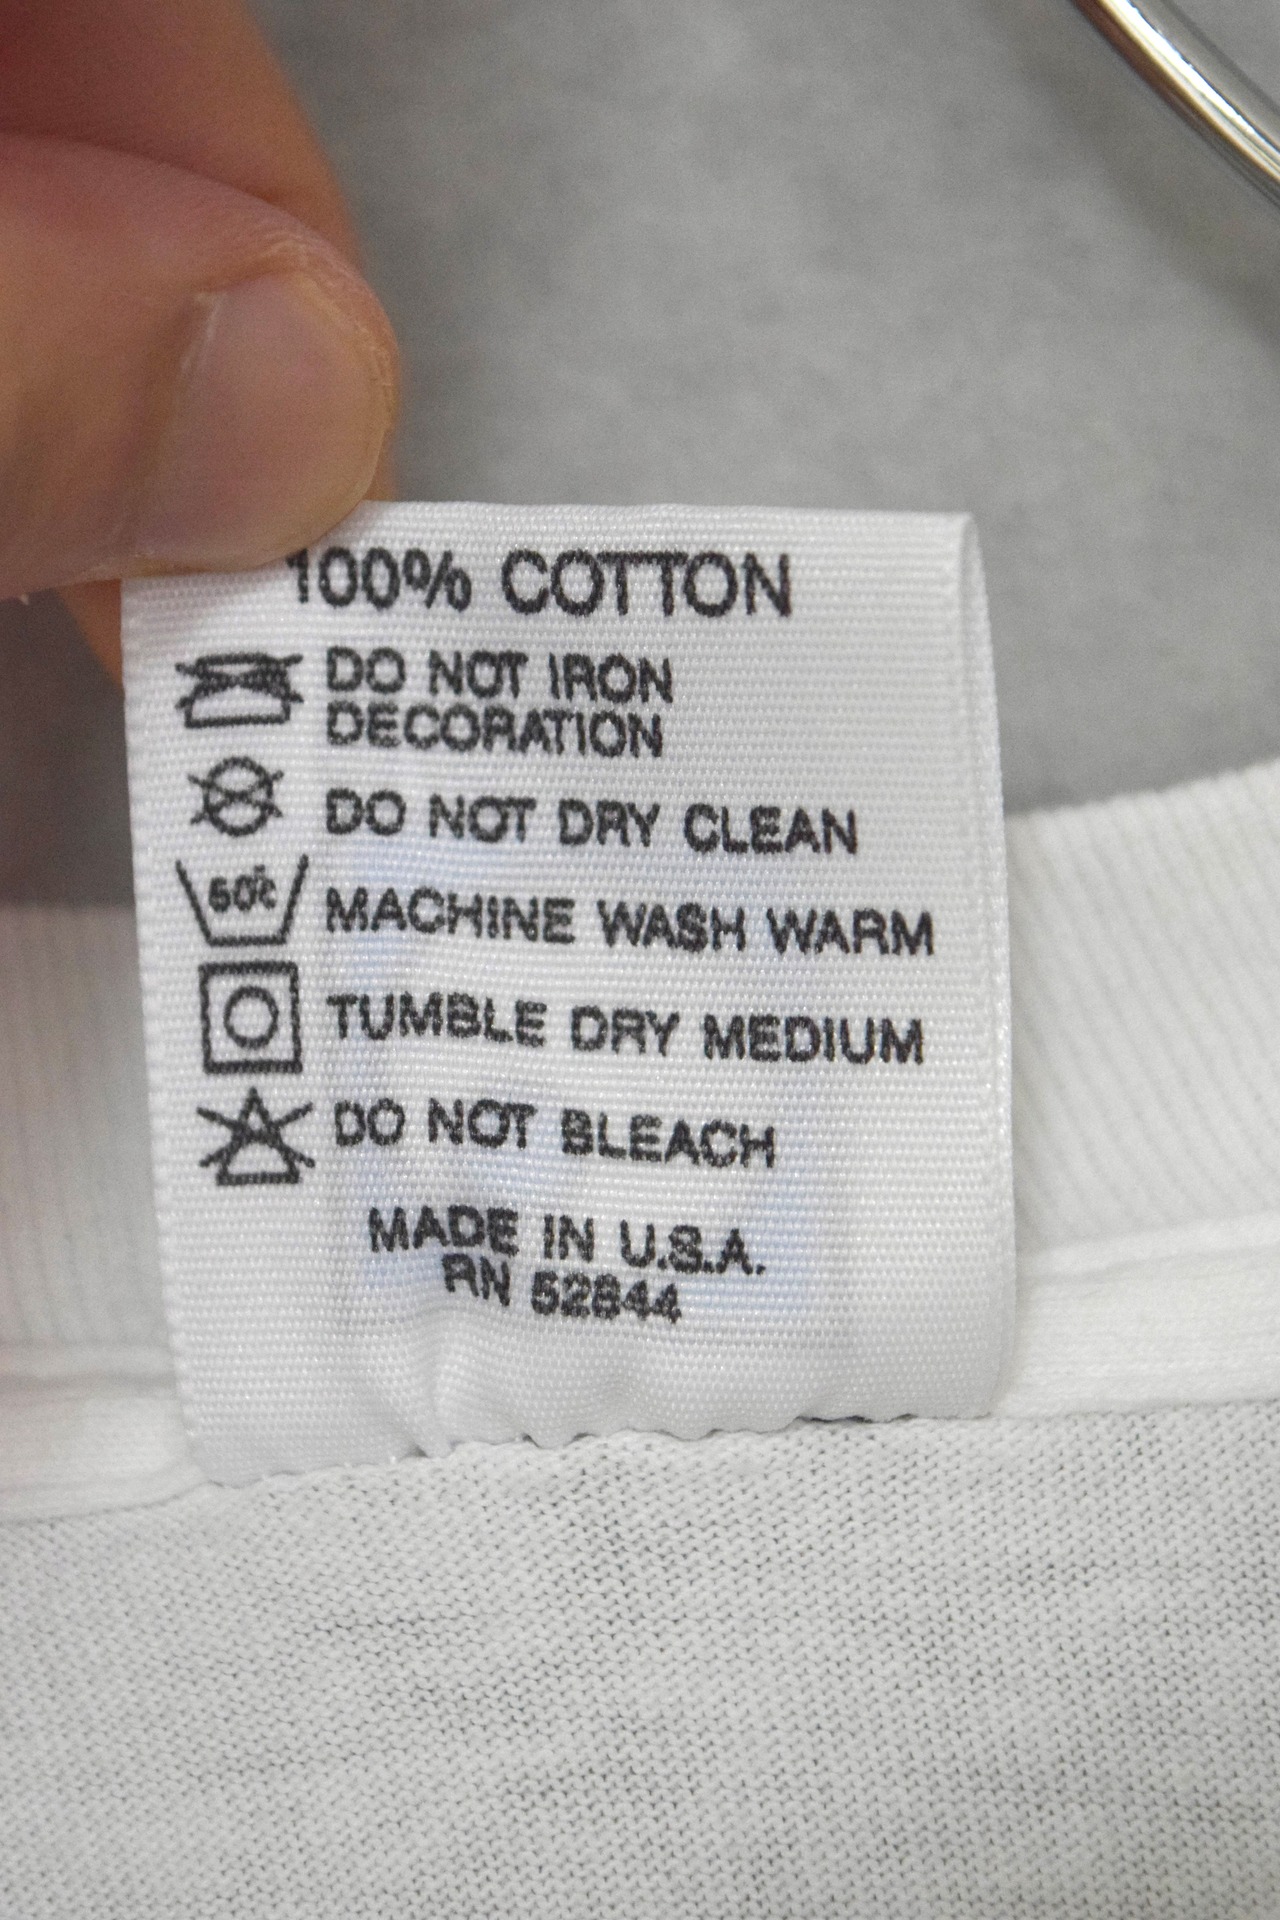 100% COTTON
DO NOT IRON
DECORATION
DO NOT DRY CLEAN
50°C MACHINE WASH WARM
TUMBLE DRY MEDIUM
DO NOT BLEACH
MADE IN U.S.A.
RN 52844